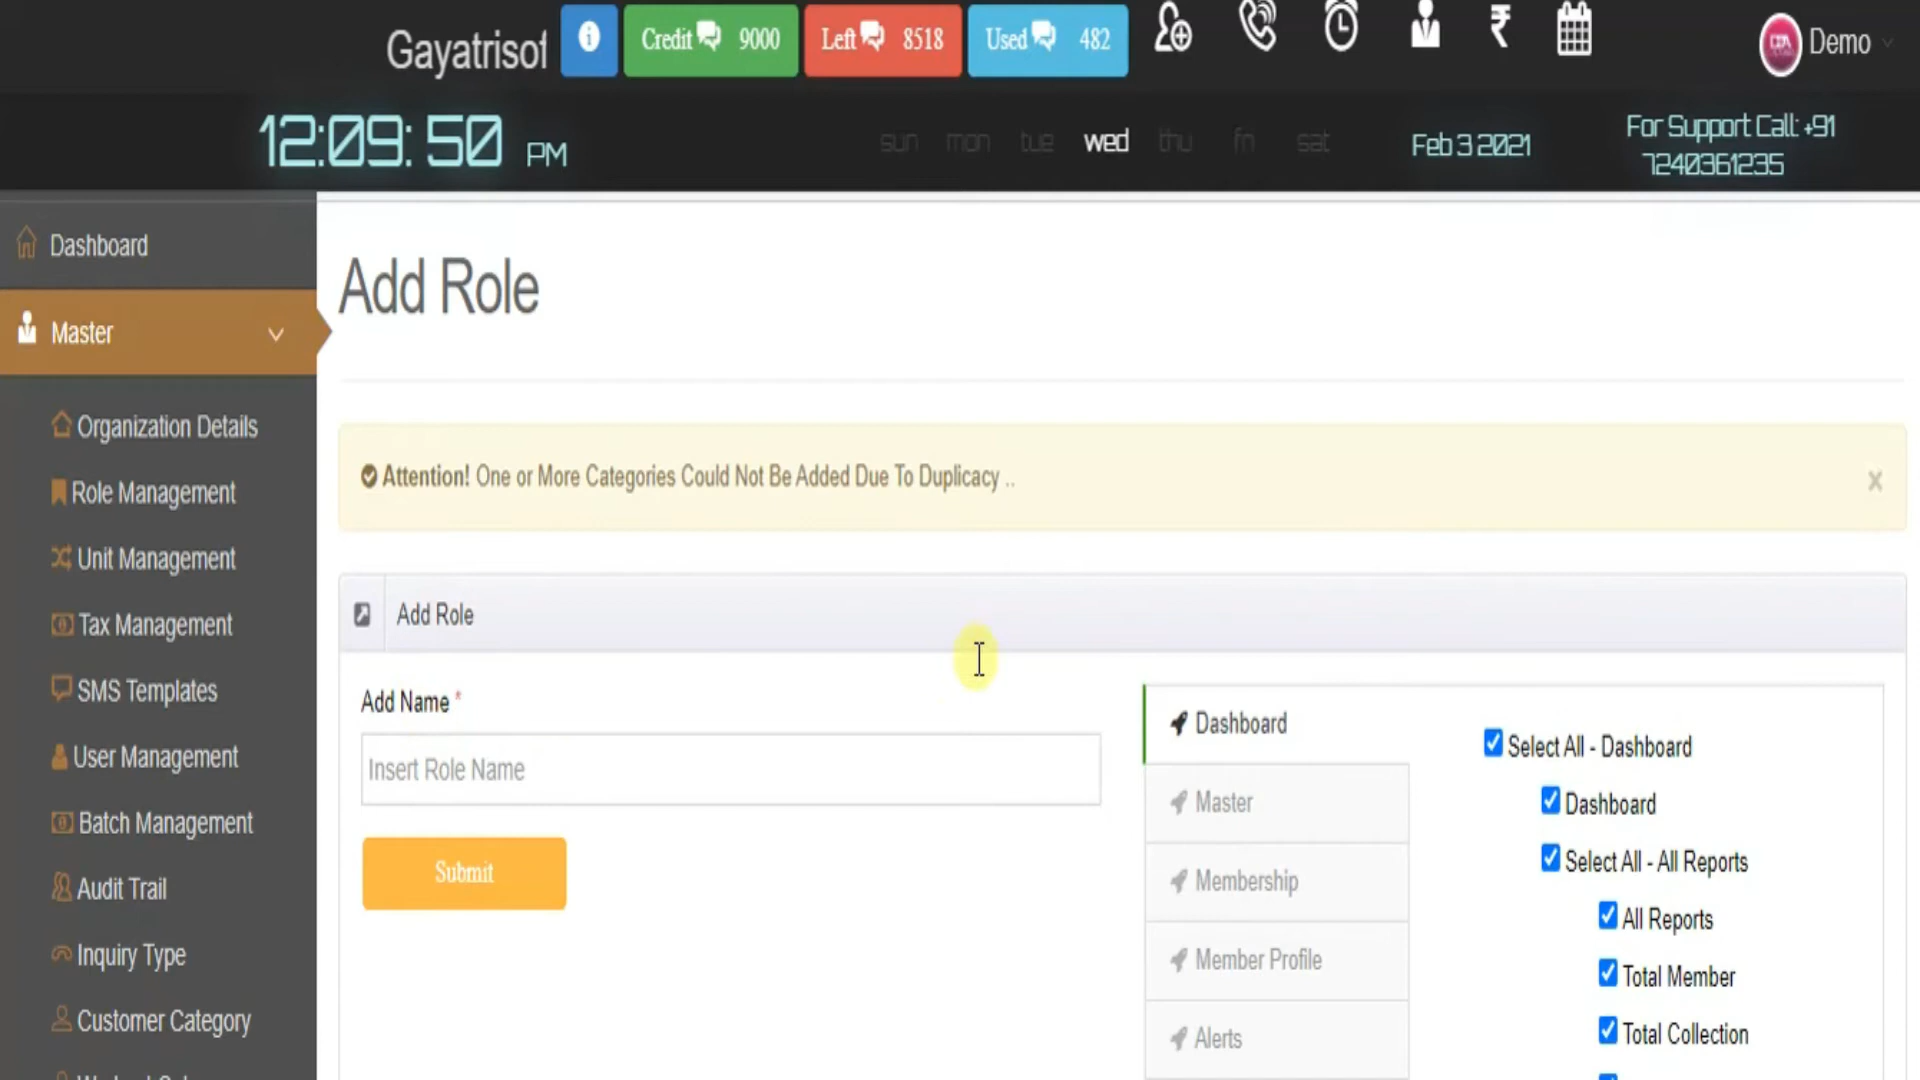 Gayatrisof
Credit 9000
Left 8518
Used 482
Demo
12:09: 50 PM
sun mon tue wed thu fri sat
Feb 3 2021
For Support Call: +91
7240361235
Dashboard
Master
Organization Details
Role Management
Unit Management
Tax Management
SMS Templates
User Management
Batch Management
Audit Trail
Inquiry Type
Customer Category
Add Role
Attention! One or More Categories Could Not Be Added Due To Duplicacy ..
x
Add Role
Add Name *
Insert Role Name
Submit
Dashboard
Master
Membership
Member Profile
Alerts
Select All - Dashboard
Dashboard
Select All - All Reports
All Reports
Total Member
Total Collection